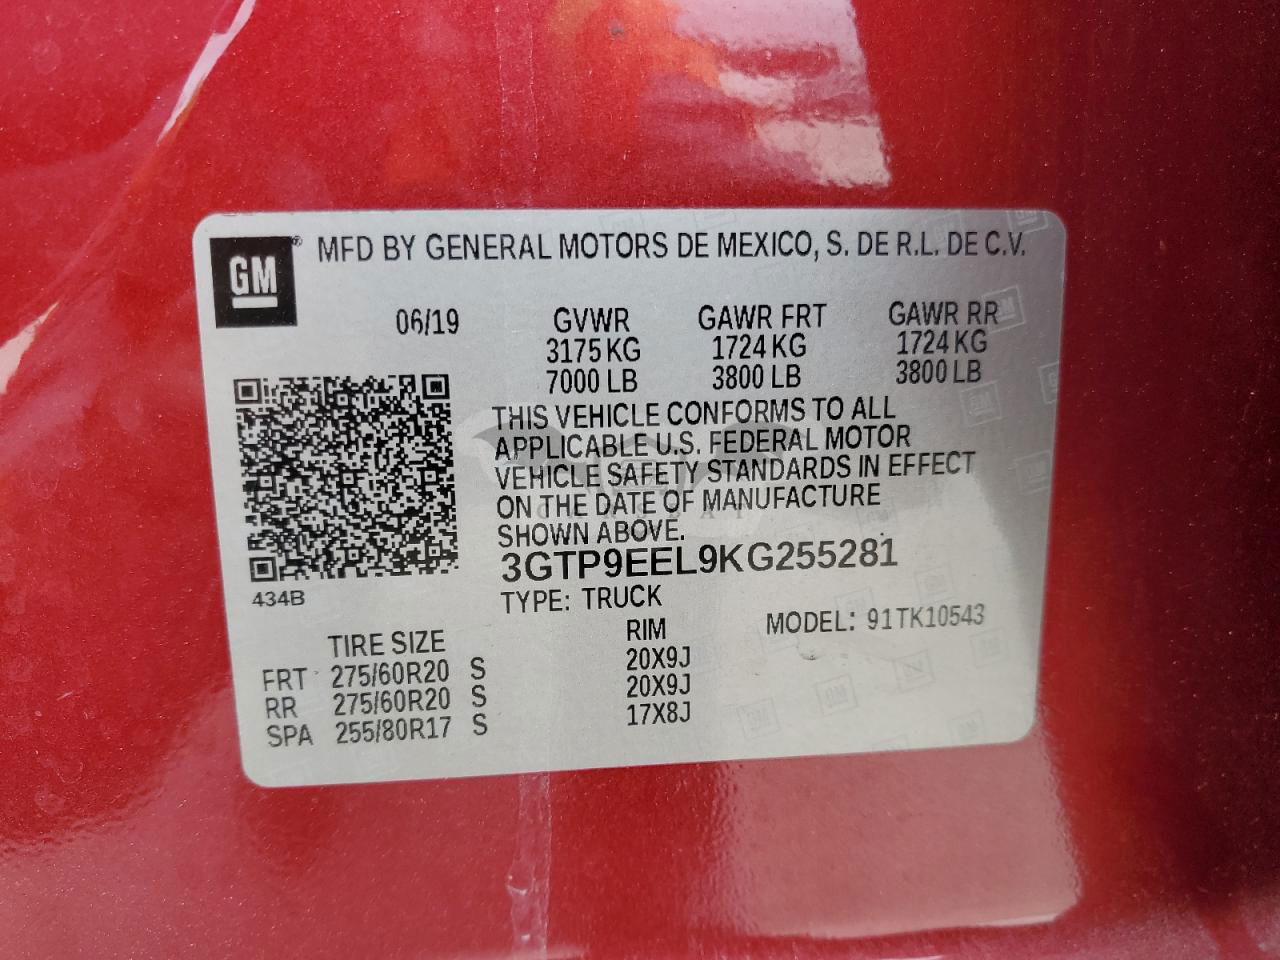 GM
MFD BY GENERAL MOTORS DE MEXICO, S. DE R.L. DE C.V.
06/19 GVWR GAWR FRT GAWR RR
3175 KG 1724 KG 1724 KG
7000 LB 3800 LB 3800 LB
THIS VEHICLE CONFORMS TO ALL
APPLICABLE U.S. FEDERAL MOTOR
VEHICLE SAFETY STANDARDS IN EFFECT
ON THE DATE OF MANUFACTURE
SHOWN ABOVE.
3GTP9EEL9KG255281
434B
TYPE: TRUCK MODEL: 91TK10543
TIRE SIZE RIM
FRT 275/60R20 S 20X9J
RR 275/60R20 S 20X9J
SPA 255/80R17 S 17X8J